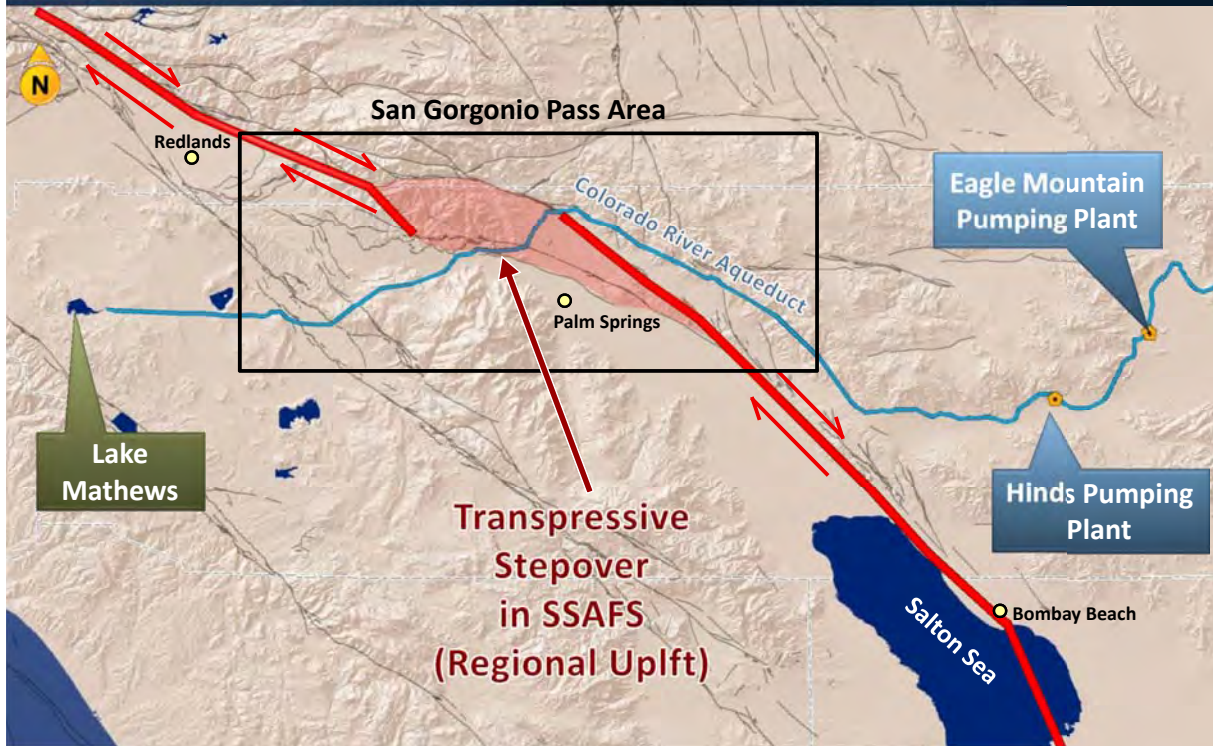 N
San Gorgonio Pass Area
Redlands
Colorado River Aqueduct
Eagle Mountain
Pumping Plant
Palm Springs
Lake
Mathews
Hinds Pumping
Plant
Transpressive
Stepover
in SSAFS
(Regional Uplft)
Salton Sea
Bombay Beach